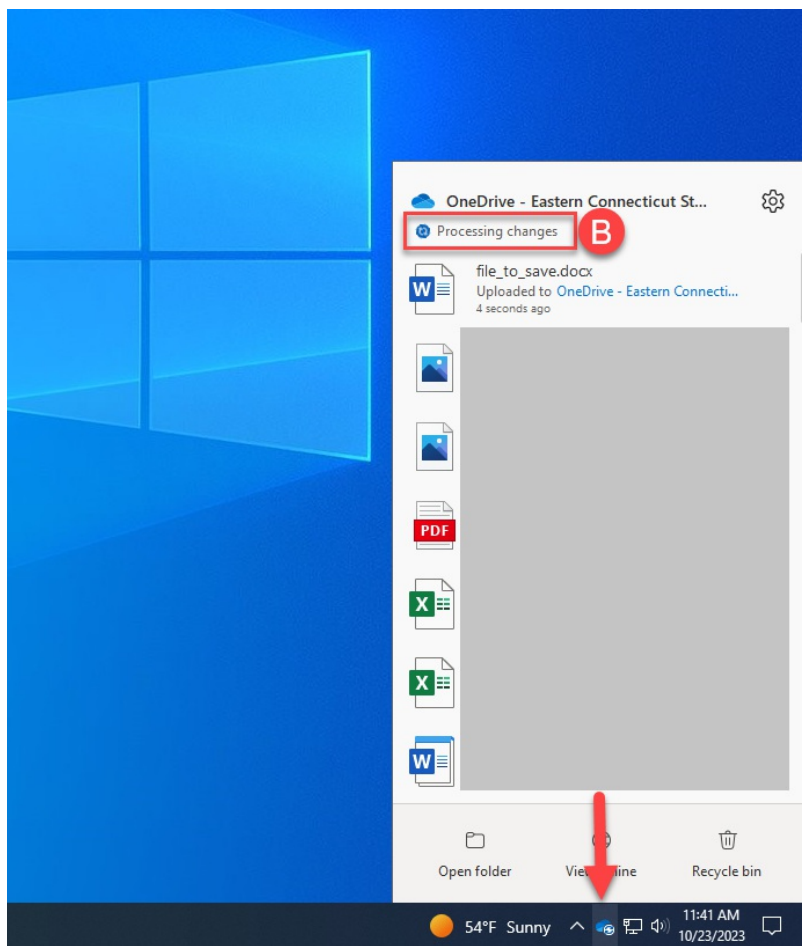 OneDrive - Eastern Connecticut St...
Processing changes
B
file_to_save.docx
Uploaded to OneDrive - Eastern Connecti...
4 seconds ago
W
PDF
X
X
W
Open folder
Recycle bin
54°F Sunny
11:41 AM
10/23/2023